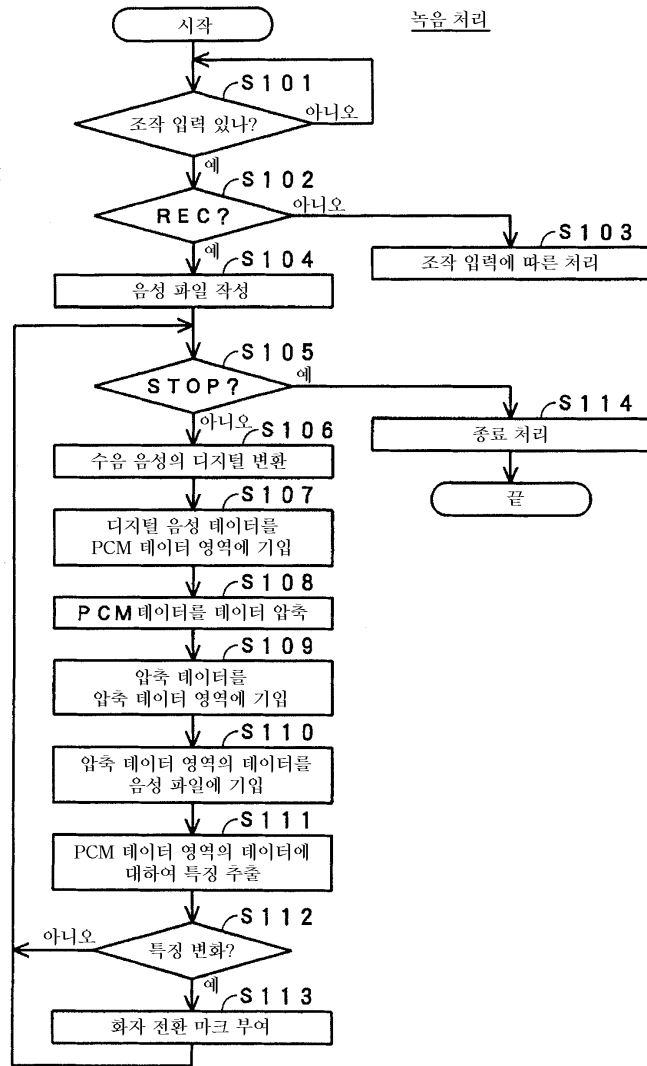 녹음 처리
시작
S101
조작 입력 있나?
아니오
예
S102
REC?
아니오
예
S103
조작 입력에 따른 처리
S104
음성 파일 작성
S105
STOP?
예
아니오
S114
종료 처리
끝
S106
수음 음성의 디지털 변환
S107
디지털 음성 데이터를
PCM 데이터 영역에 기입
S108
PCM 데이터를 데이터 압축
S109
압축 데이터를
압축 데이터 영역에 기입
S110
압축 데이터 영역의 데이터를
음성 파일에 기입
S111
PCM 데이터 영역의 데이터에
대하여 특징 추출
S112
특징 변화?
아니오
예
S113
화자 전환 마크 부여